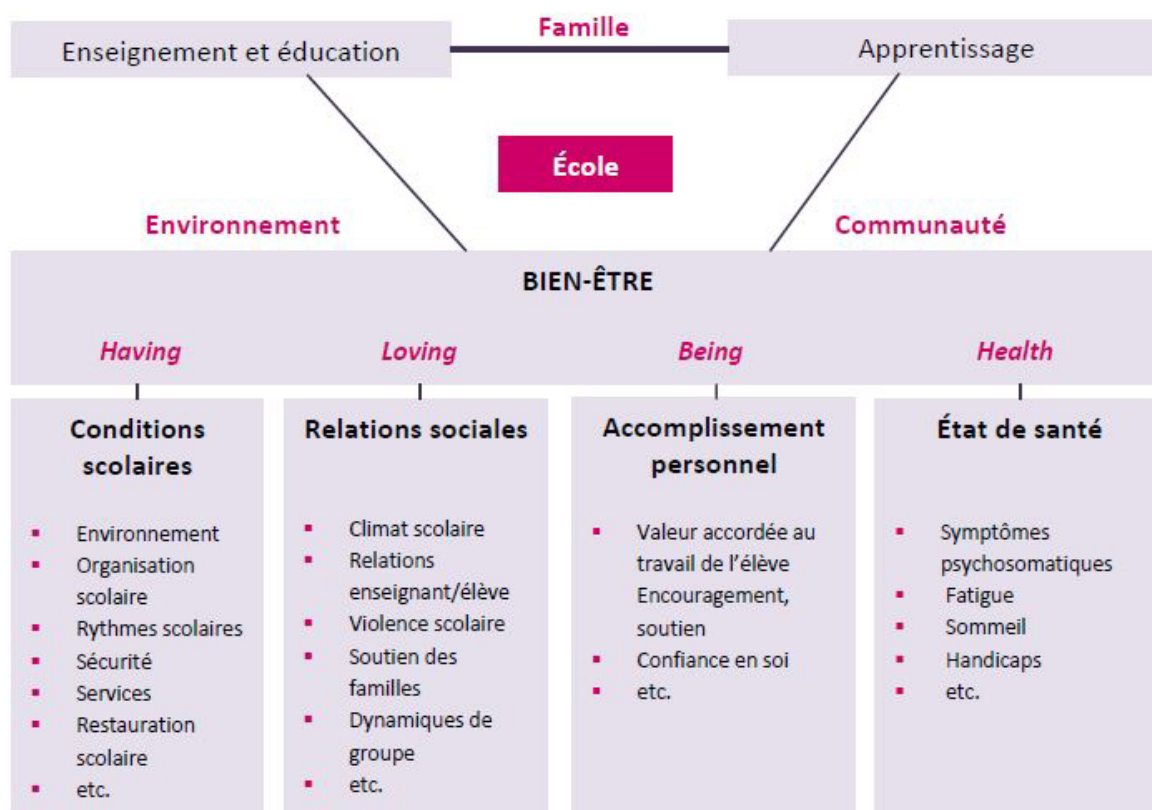 Famille
Enseignement et éducation
Apprentissage
École
Environnement
Communauté
BIEN-ÊTRE
Having
Loving
Being
Health
Conditions
scolaires
▪ Environnement
▪ Organisation
scolaire
▪ Rythmes scolaires
▪ Sécurité
▪ Services
▪ Restauration
scolaire
▪ etc.
Relations sociales
▪ Climat scolaire
▪ Relations
enseignant/élève
▪ Violence scolaire
▪ Soutien des
familles
▪ Dynamiques de
groupe
▪ etc.
Accomplissement
personnel
▪ Valeur accordée au
travail de l'élève
Encouragement,
soutien
▪ Confiance en soi
▪ etc.
État de santé
▪ Symptômes
psychosomatiques
▪ Fatigue
▪ Sommeil
▪ Handicaps
▪ etc.